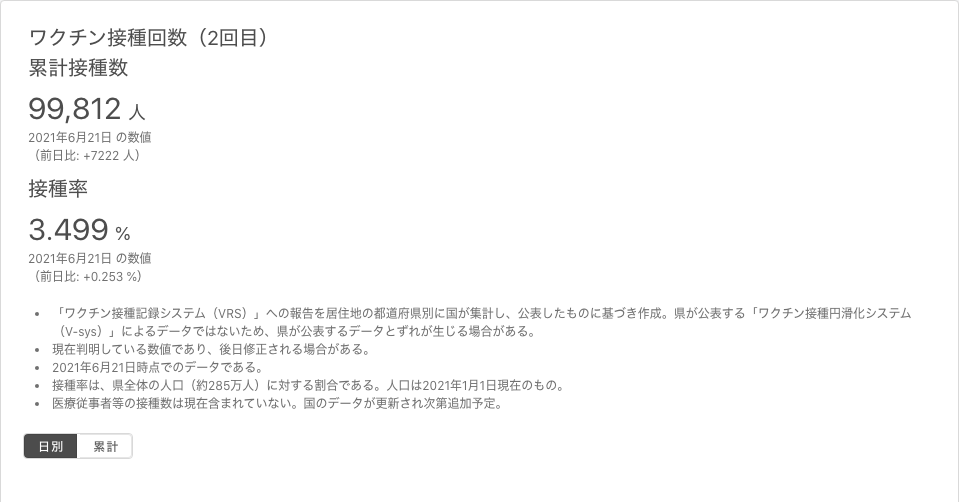 ワクチン接種回数（2回目）
累計接種数
99,812 人
2021年6月21日 の数値
（前日比: +7222 人）
接種率
3.499 %
2021年6月21日 の数値
（前日比: +0.253 %）
• 「ワクチン接種記録システム（VRS）」への報告を居住地の都道府県別に国が集計し、公表したものに基づき作成。県が公表する「ワクチン接種円滑化システム
（V-sys）」によるデータではないため、県が公表するデータとずれが生じる場合がある。
• 現在判明している数値であり、後日修正される場合がある。
• 2021年6月21日時点でのデータである。
• 接種率は、県全体の人口（約285万人）に対する割合である。人口は2021年1月1日現在のもの。
• 医療従事者等の接種数は現在含まれていない。国のデータが更新され次第追加予定。
日別 累計